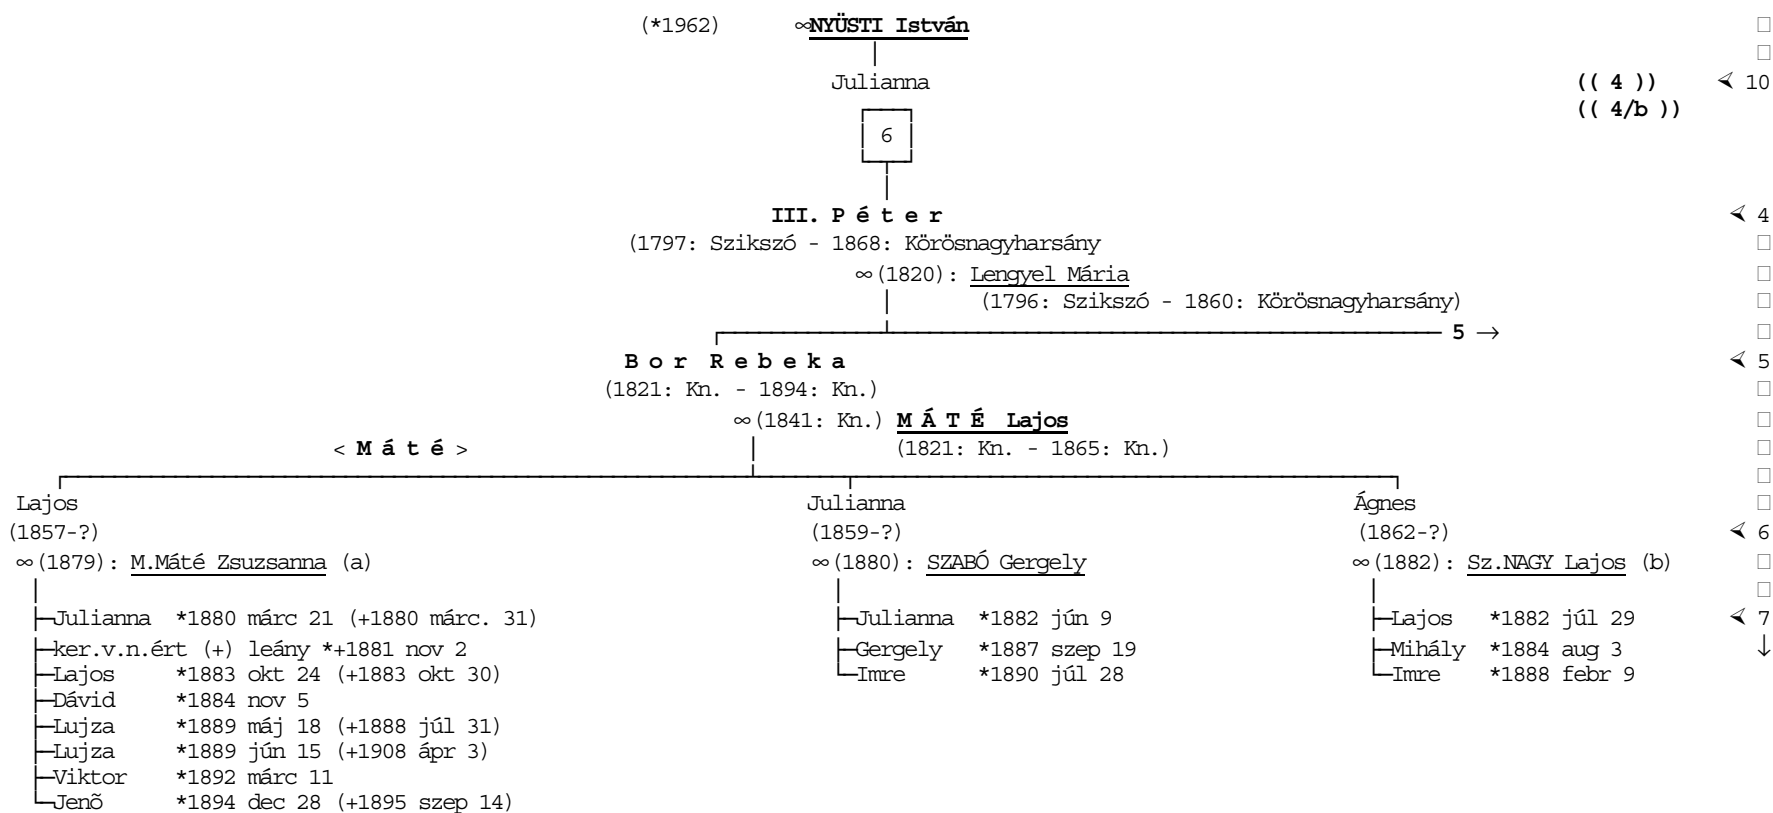 (*1962) ∞NYÜSTI István
Julianna (( 4 )) ⮜ 10
(( 4/b ))
6
III. P é t e r ⮜ 4
(1797: Szikszó - 1868: Körösnagyharsány
∞(1820): Lengyel Mária
(1796: Szikszó - 1860: Körösnagyharsány)
5 →
B o r R e b e k a ⮜ 5
(1821: Kn. - 1894: Kn.)
∞(1841: Kn.) M Á T É Lajos
< M á t é > (1821: Kn. - 1865: Kn.)
Lajos Julianna Ágnes
(1857-?) (1859-?) (1862-?) ⮜ 6
∞(1879): M.Máté Zsuzsanna (a) ∞(1880): SZABÓ Gergely ∞(1882): Sz.NAGY Lajos (b)
Julianna *1880 márc 21 (+1880 márc. 31) Julianna *1882 jún 9 Lajos *1882 júl 29 ⮜ 7
ker.v.n.ért (+) leány *+1881 nov 2 Gergely *1887 szep 19 Mihály *1884 aug 3 ↓
Lajos *1883 okt 24 (+1883 okt 30) Imre *1890 júl 28 Imre *1888 febr 9
Dávid *1884 nov 5
Lujza *1889 máj 18 (+1888 júl 31)
Lujza *1889 jún 15 (+1908 ápr 3)
Viktor *1892 márc 11
Jenõ *1894 dec 28 (+1895 szep 14)